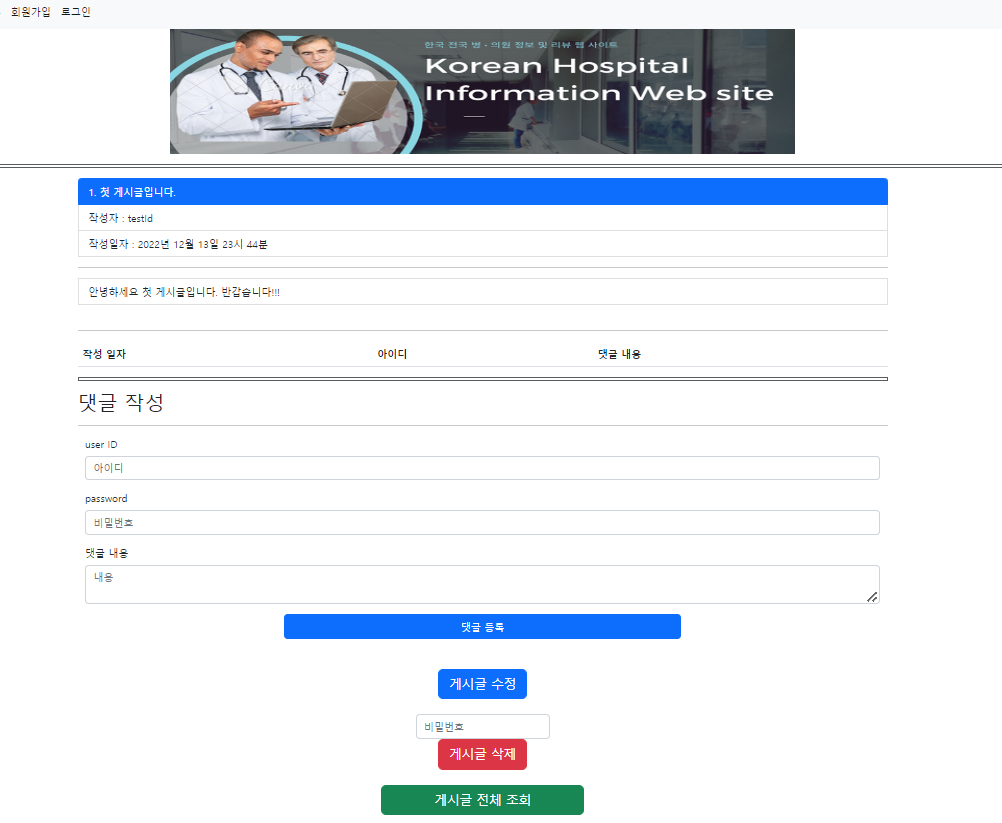 회원가입 로그인
한국 전국 병 · 의원 정보 및 리뷰 웹 사이트
Korean Hospital
Information Web site
1. 첫 게시글입니다.
작성자 : testId
작성일자 : 2022년 12월 13일 23시 44분
안녕하세요 첫 게시글입니다. 반갑습니다!!!
작성 일자 아이디 댓글 내용
댓글 작성
user ID
아이디
password
비밀번호
댓글 내용
내용
댓글 등록
게시글 수정
비밀번호
게시글 삭제
게시글 전체 조회